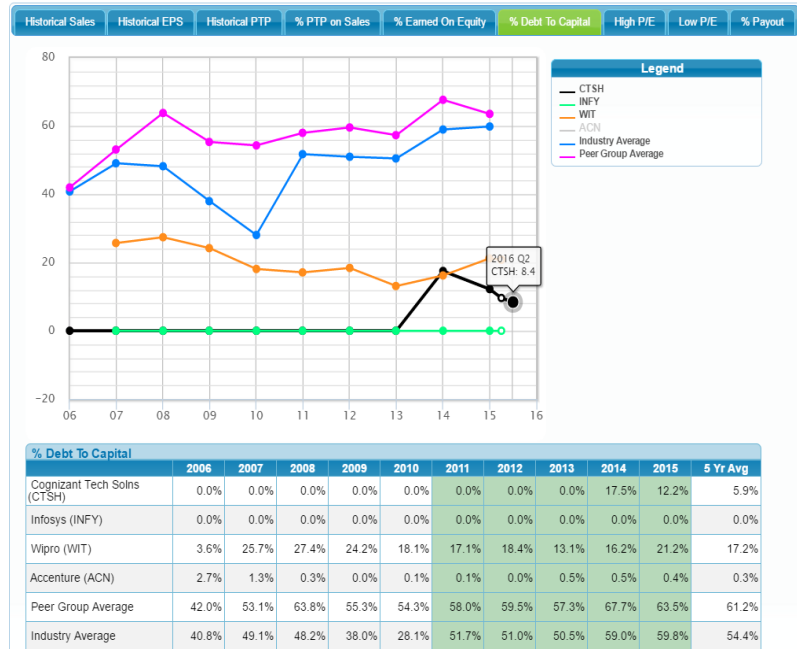 Historical Sales Historical EPS Historical PTP % PTP on Sales % Earned On Equity % Debt To Capital High P/E Low P/E % Payout
Legend
CTSH
INFY
WIT
ACN
Industry Average
Peer Group Average
80
60
40
20
0
-20
2016 Q2
CTSH: 8.4
06 07 08 09 10 11 12 13 14 15 16
% Debt To Capital
2006 2007 2008 2009 2010 2011 2012 2013 2014 2015 5 Yr Avg
Cognizant Tech Solns
(CTSH) 0.0% 0.0% 0.0% 0.0% 0.0% 0.0% 0.0% 0.0% 17.5% 12.2% 5.9%
Infosys (INFY) 0.0% 0.0% 0.0% 0.0% 0.0% 0.0% 0.0% 0.0% 0.0% 0.0% 0.0%
Wipro (WIT) 3.6% 25.7% 27.4% 24.2% 18.1% 17.1% 18.4% 13.1% 16.2% 21.2% 17.2%
Accenture (ACN) 2.7% 1.3% 0.3% 0.0% 0.1% 0.1% 0.0% 0.5% 0.5% 0.4% 0.3%
Peer Group Average 42.0% 53.1% 63.8% 55.3% 54.3% 58.0% 59.5% 57.3% 67.7% 63.5% 61.2%
Industry Average 40.8% 49.1% 48.2% 38.0% 28.1% 51.7% 51.0% 50.5% 59.0% 59.8% 54.4%